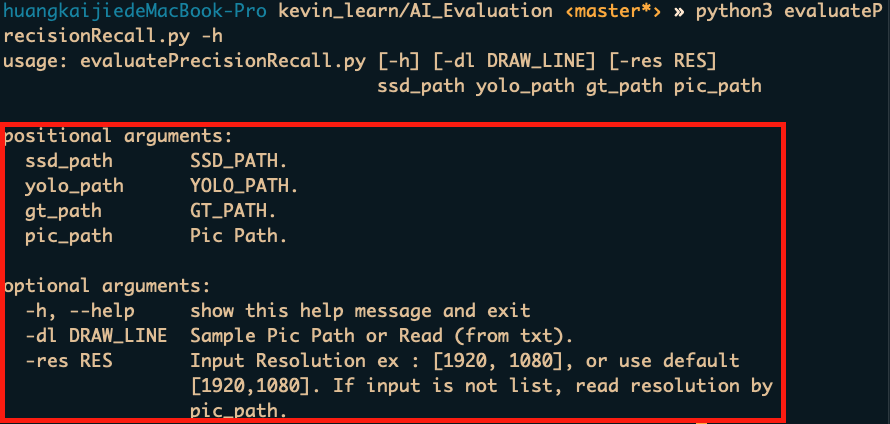 huangkaijiedeMacBook-Pro kevin_learn/AI_Evaluation ‹master*› » python3 evaluateP
recisionRecall.py -h
usage: evaluatePrecisionRecall.py [-h] [-dl DRAW_LINE] [-res RES]
                                  ssd_path yolo_path gt_path pic_path

positional arguments:
  ssd_path       SSD_PATH.
  yolo_path      YOLO_PATH.
  gt_path        GT_PATH.
  pic_path       Pic Path.

optional arguments:
  -h, --help     show this help message and exit
  -dl DRAW_LINE  Sample Pic Path or Read (from txt).
  -res RES       Input Resolution ex : [1920, 1080], or use default
                 [1920,1080]. If input is not list, read resolution by
                 pic_path.